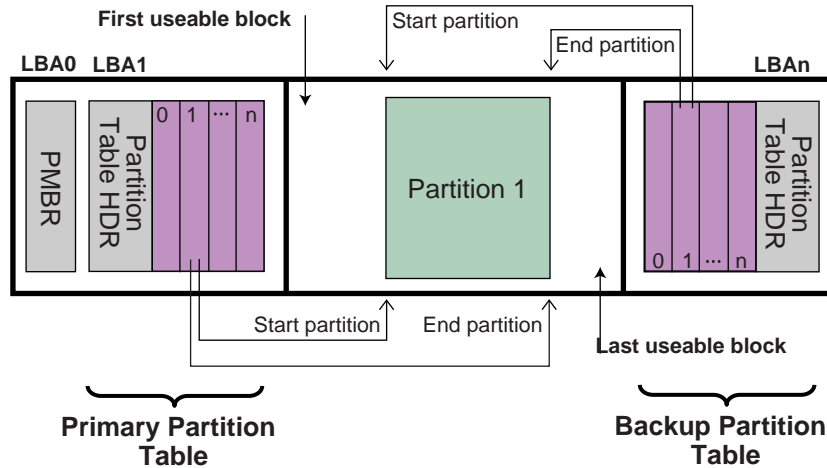 First useable block
Start partition
End partition
LBA0
LBA1
LBAn
PMBR
Partition
Table HDR
0 1 ... n
Partition 1
0 1 ... n
Partition
Table HDR
Start partition
End partition
Last useable block
Primary Partition
Table
Backup Partition
Table